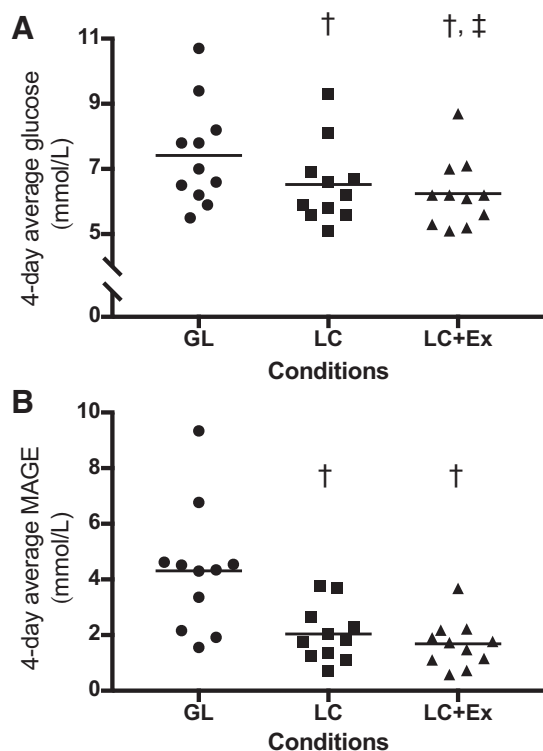 A
† †, ‡
11
9
7
5
0
4-day average glucose
(mmol/L)
GL LC LC+Ex
Conditions
B
10
8
6
4
2
0
4-day average MAGE
(mmol/L)
† †
GL LC LC+Ex
Conditions